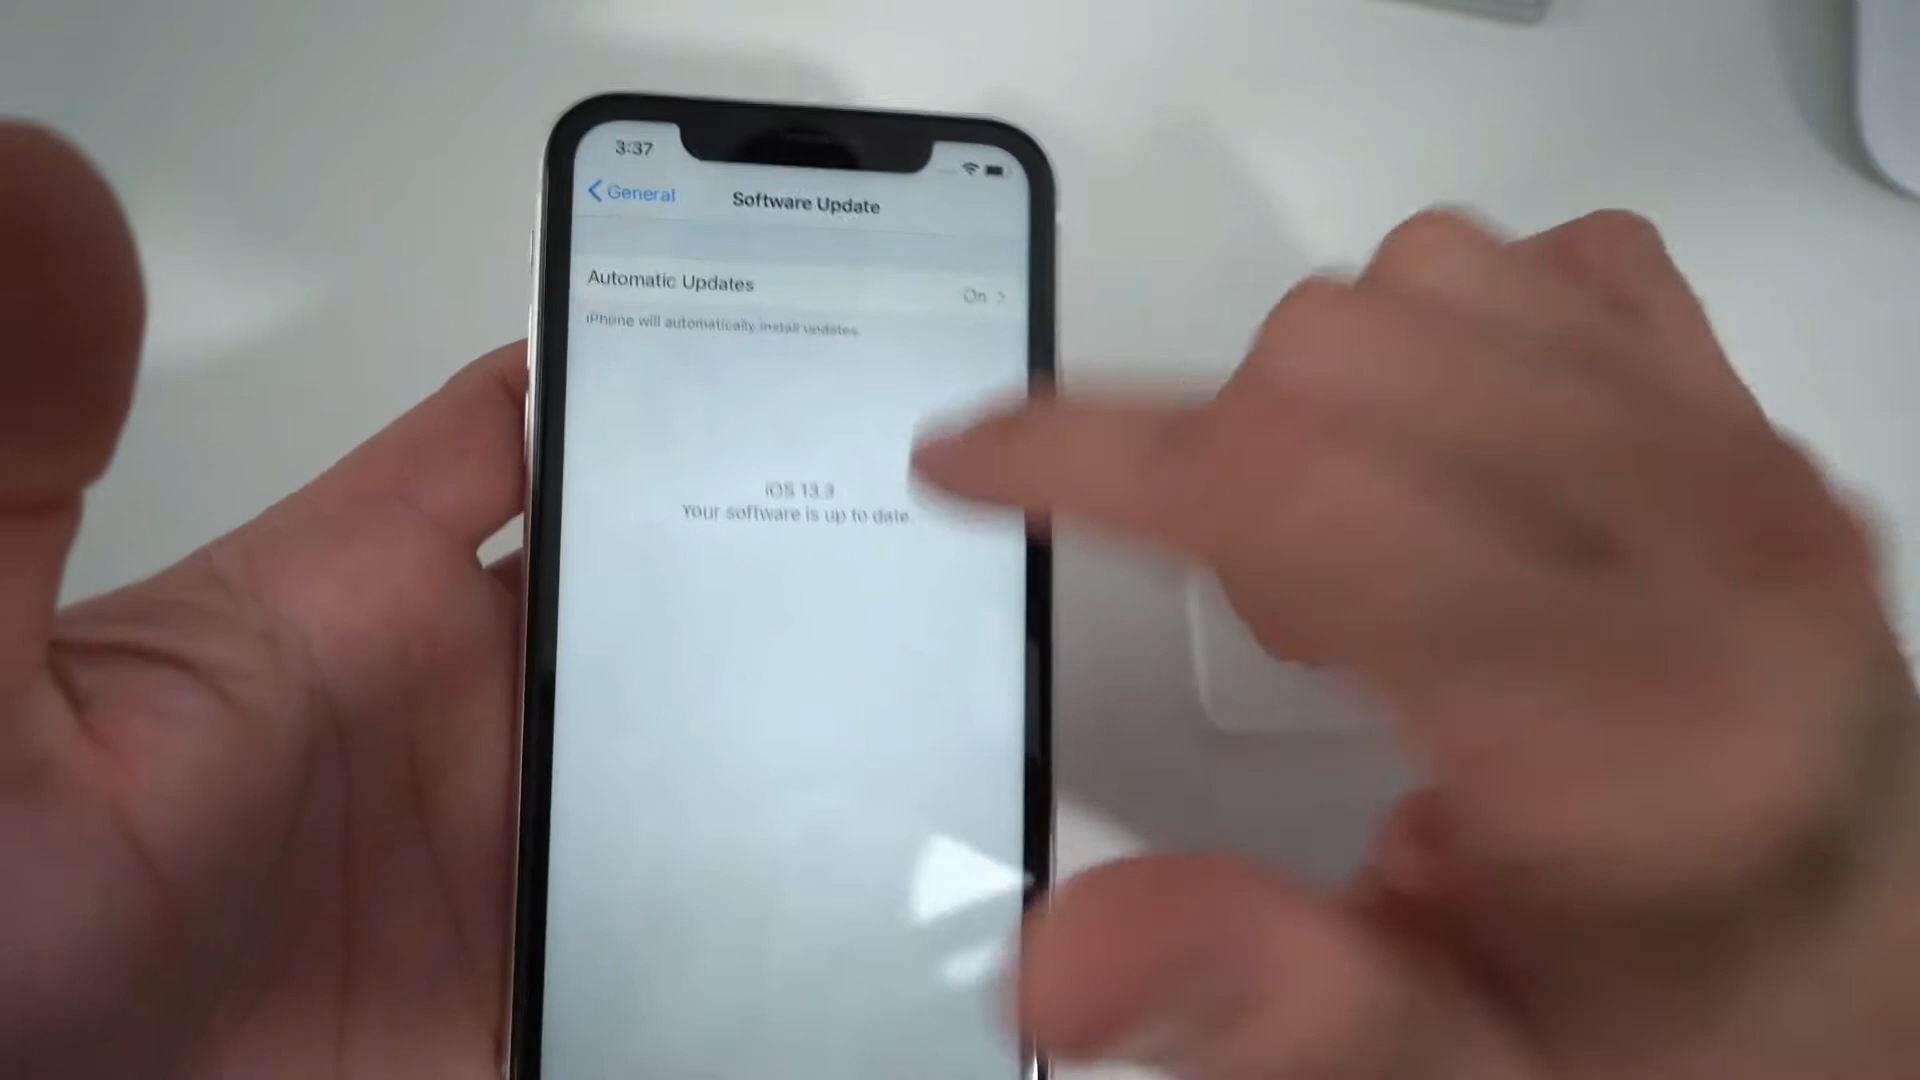 3:37
General
Software Update
Automatic Updates
On
iPhone will automatically install updates.
iOS 13.3
Your software is up to date.